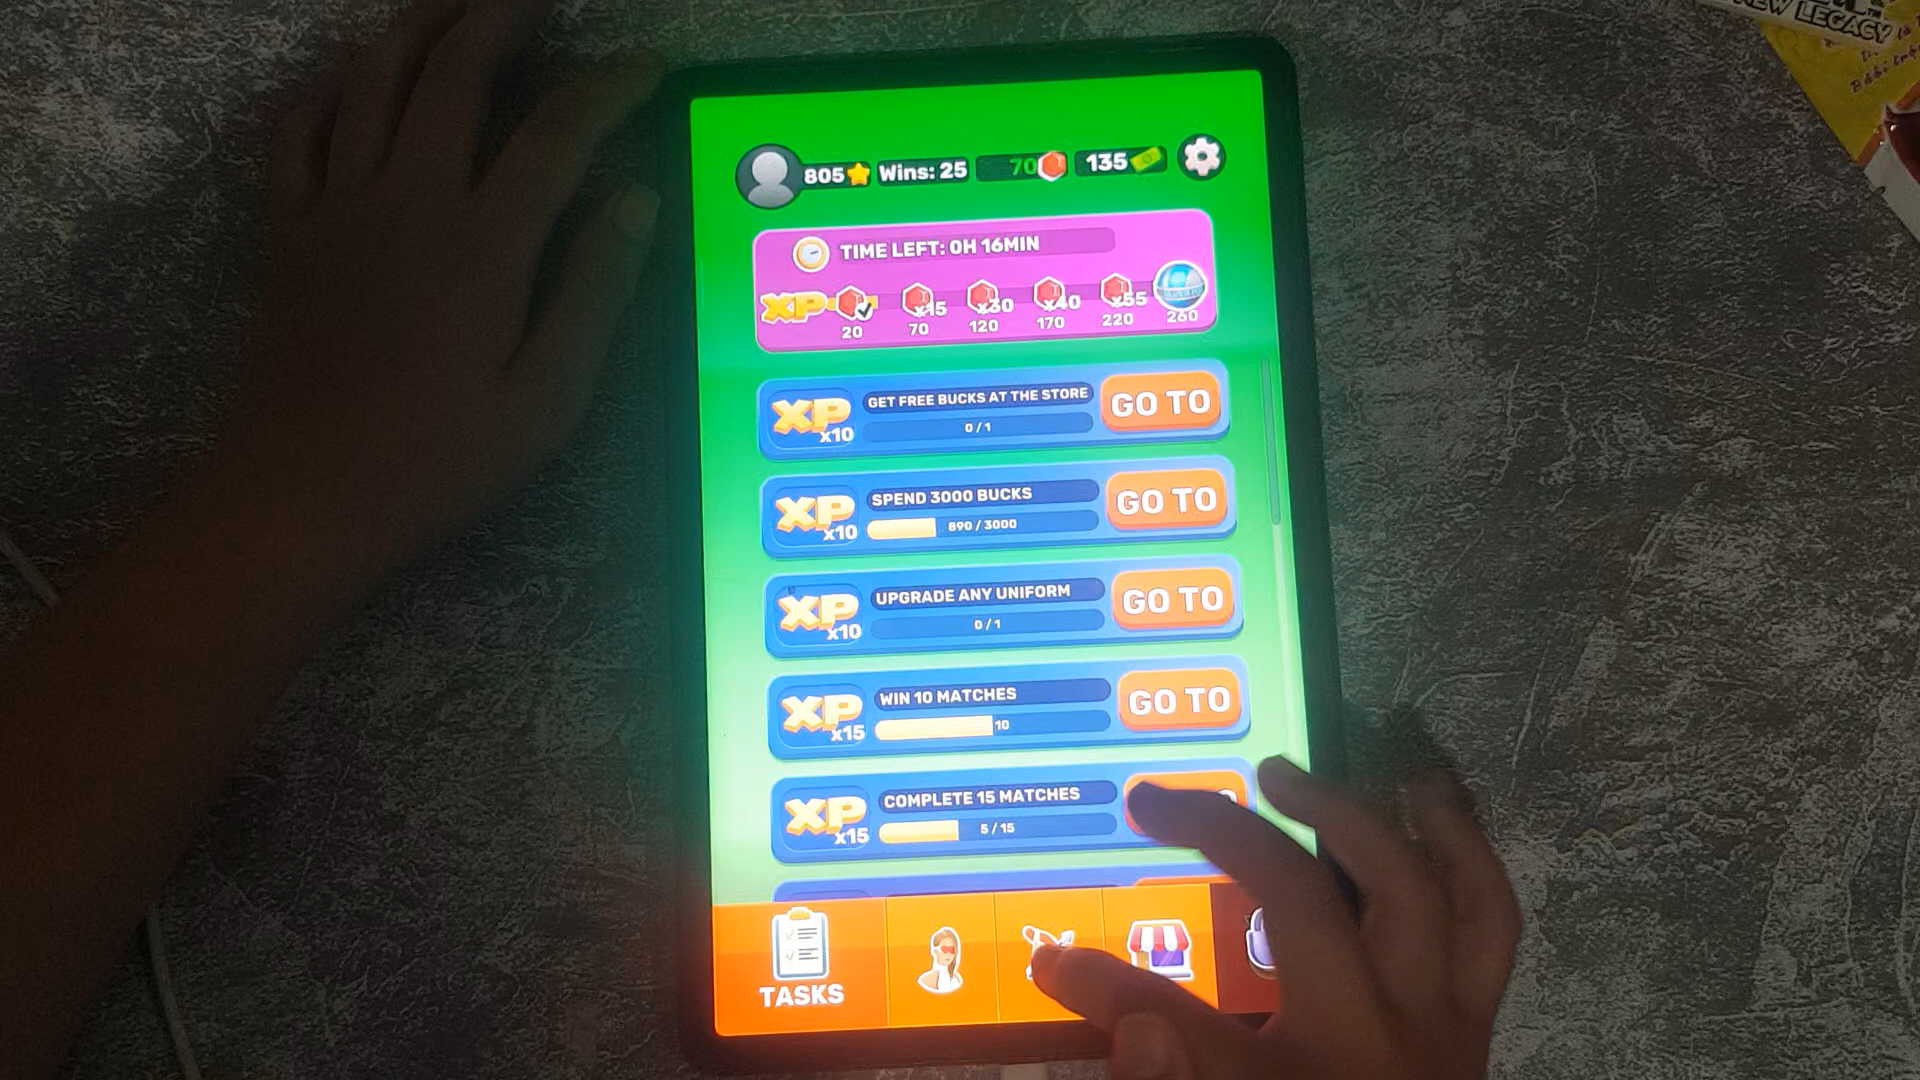 NEW LEGACY
805 Wins: 25 70 135
TIME LEFT: 0H 16MIN
XP x15 x30 x40 x55
20 70 120 170 220 260
XP x10 GET FREE BUCKS AT THE STORE GO TO
0 / 1
XP x10 SPEND 3000 BUCKS GO TO
890 / 3000
XP x10 UPGRADE ANY UNIFORM GO TO
0 / 1
XP x15 WIN 10 MATCHES GO TO
10
XP x15 COMPLETE 15 MATCHES
5 / 15
TASKS